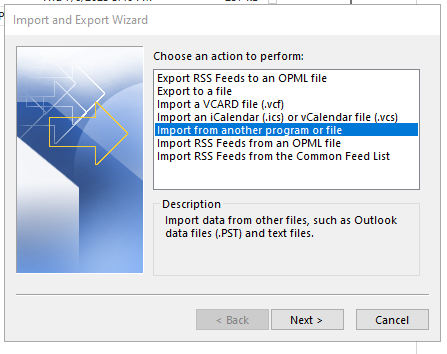 Import and Export Wizard
Choose an action to perform:
Export RSS Feeds to an OPML file
Export to a file
Import a VCARD file (.vcf)
Import an iCalendar (.ics) or vCalendar file (.vcs)
Import from another program or file
Import RSS Feeds from an OPML file
Import RSS Feeds from the Common Feed List
Description
Import data from other files, such as Outlook
data files (.PST) and text files.
< Back Next > Cancel